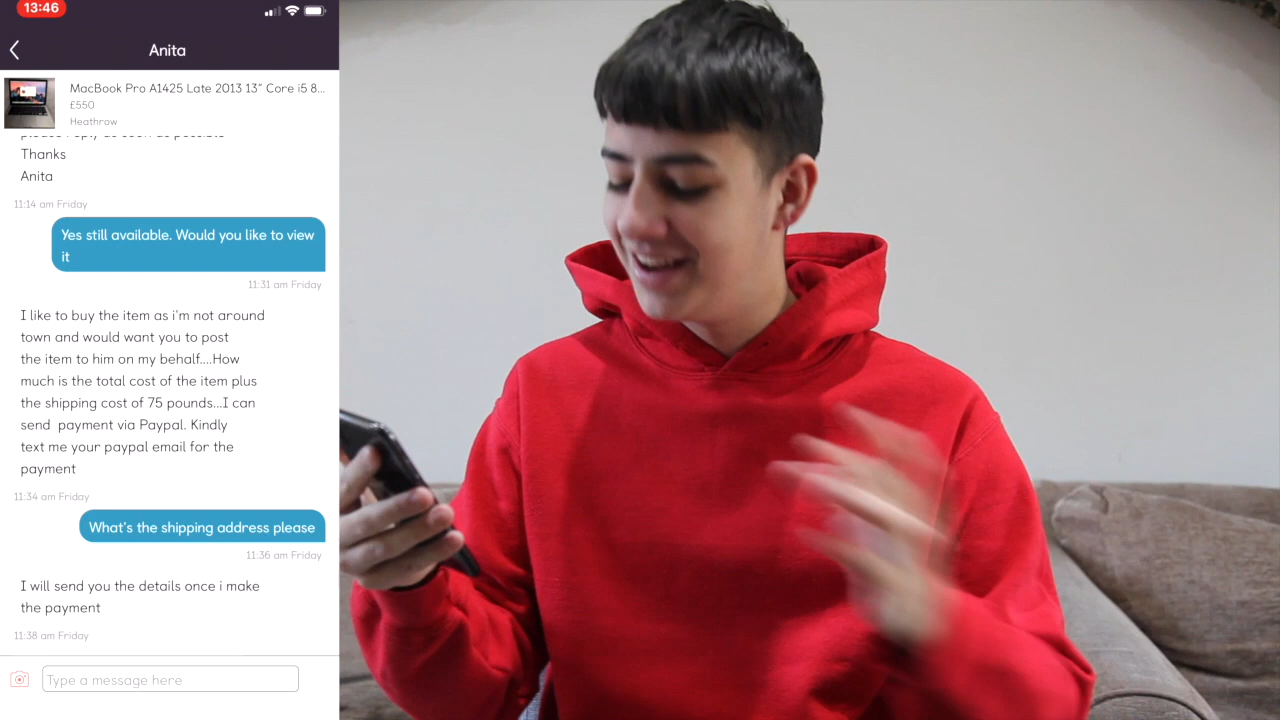 13:46
Anita
MacBook Pro A1425 Late 2013 13" Core i5 8...
£550
Heathrow
please reply as soon as possible
Thanks
Anita
11:14 am Friday
Yes still available. Would you like to view
it
11:31 am Friday
I like to buy the item as i'm not around
town and would want you to post
the item to him on my behalf....How
much is the total cost of the item plus
the shipping cost of 75 pounds...I can
send  payment via Paypal. Kindly
text me your paypal email for the
payment
11:34 am Friday
What's the shipping address please
11:36 am Friday
I will send you the details once i make
the payment
11:38 am Friday
Type a message here